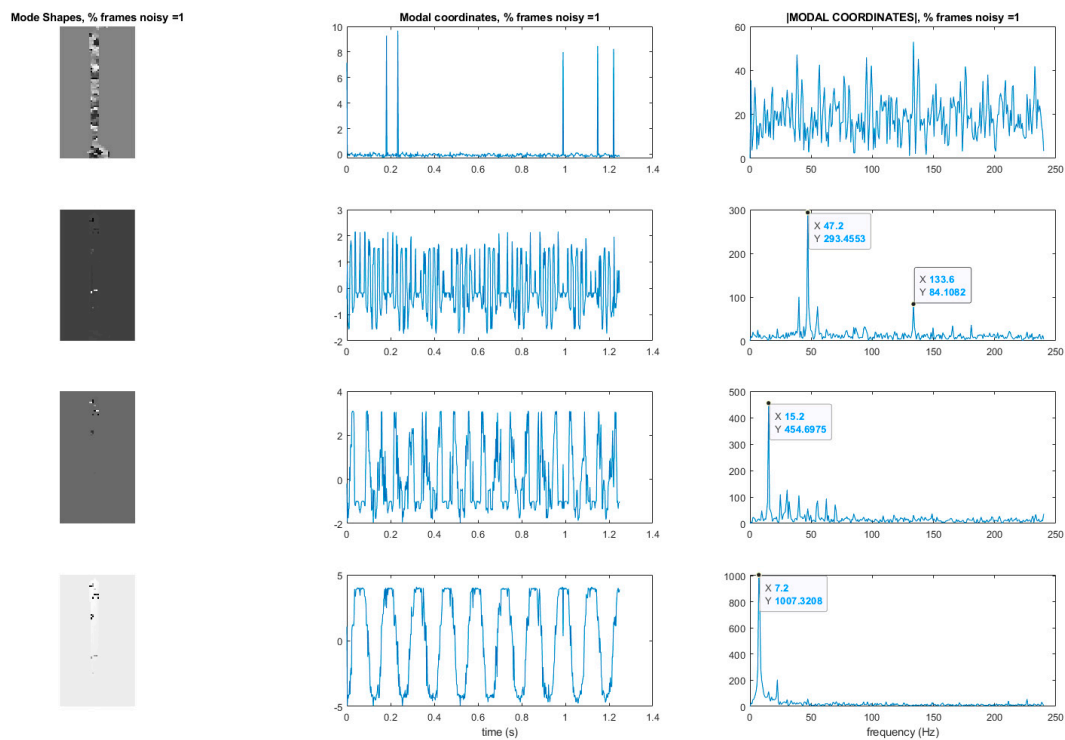 Mode Shapes, % frames noisy =1
Modal coordinates, % frames noisy =1
|MODAL COORDINATES|, % frames noisy =1
10
8
6
4
2
0
0 0.2 0.4 0.6 0.8 1 1.2 1.4
60
40
20
0
0 50 100 150 200 250
3
2
1
0
-1
-2
0 0.2 0.4 0.6 0.8 1 1.2 1.4
300
200
100
0
X 47.2
Y 293.4553
X 133.6
Y 84.1082
0 50 100 150 200 250
4
2
0
-2
0 0.2 0.4 0.6 0.8 1 1.2 1.4
500
400
300
200
100
0
X 15.2
Y 454.6975
0 50 100 150 200 250
5
0
-5
0 0.2 0.4 0.6 0.8 1 1.2 1.4
time (s)
1000
800
600
400
200
0
X 7.2
Y 1007.3208
0 50 100 150 200 250
frequency (Hz)